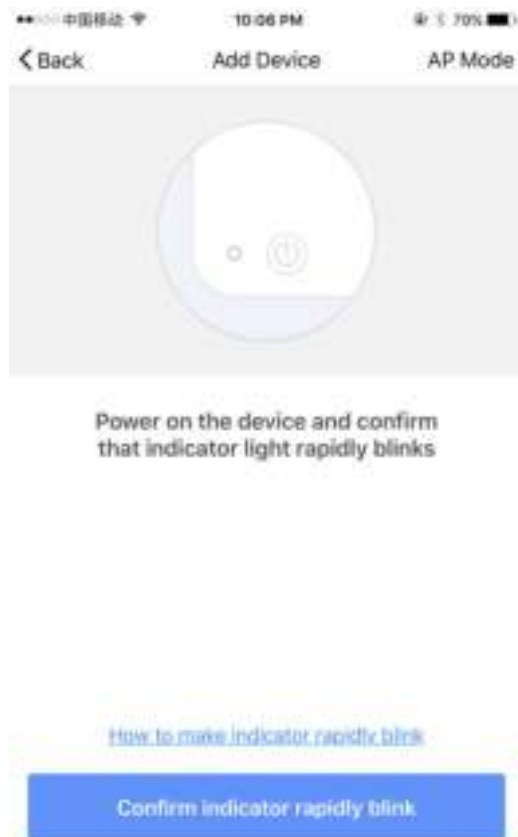 中国移动 10:06 PM 70%
Back Add Device AP Mode
Power on the device and confirm
that indicator light rapidly blinks
How to make indicator rapidly blink
Confirm indicator rapidly blink